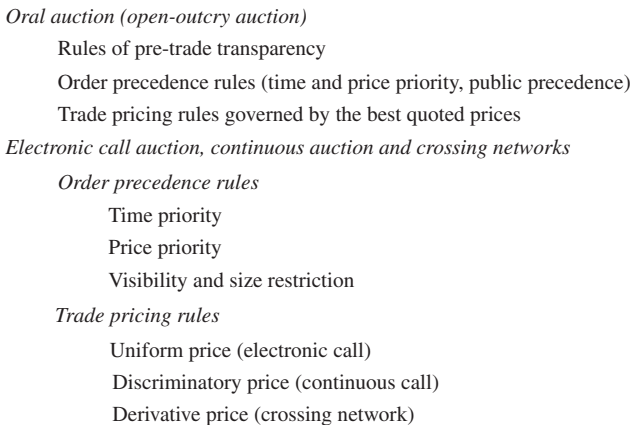 Oral auction (open-outcry auction)
Rules of pre-trade transparency
Order precedence rules (time and price priority, public precedence)
Trade pricing rules governed by the best quoted prices
Electronic call auction, continuous auction and crossing networks
Order precedence rules
Time priority
Price priority
Visibility and size restriction
Trade pricing rules
Uniform price (electronic call)
Discriminatory price (continuous call)
Derivative price (crossing network)